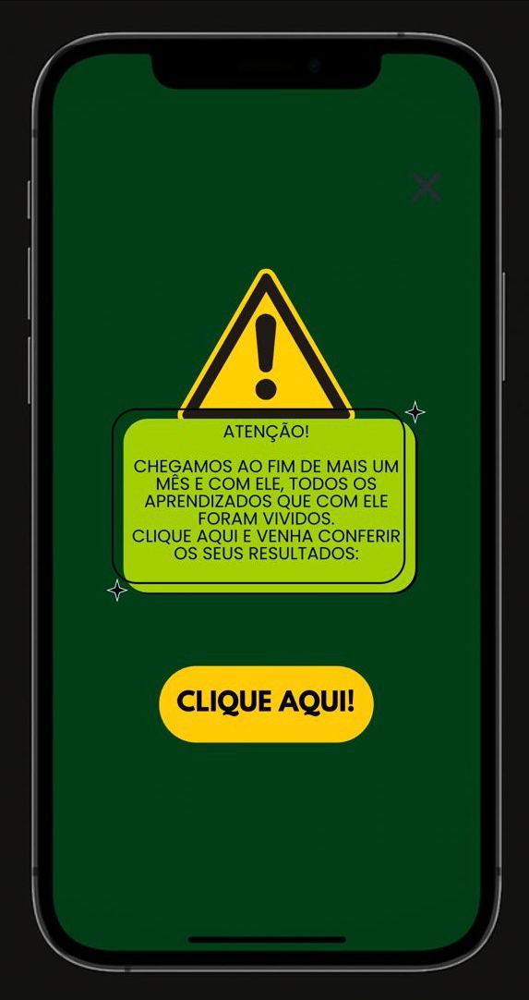 ATENÇÃO!
CHEGAMOS AO FIM DE MAIS UM
MÊS E COM ELE, TODOS OS
APRENDIZADOS QUE COM ELE
FORAM VIVIDOS.
CLIQUE AQUI E VENHA CONFERIR
OS SEUS RESULTADOS:
CLIQUE AQUI!